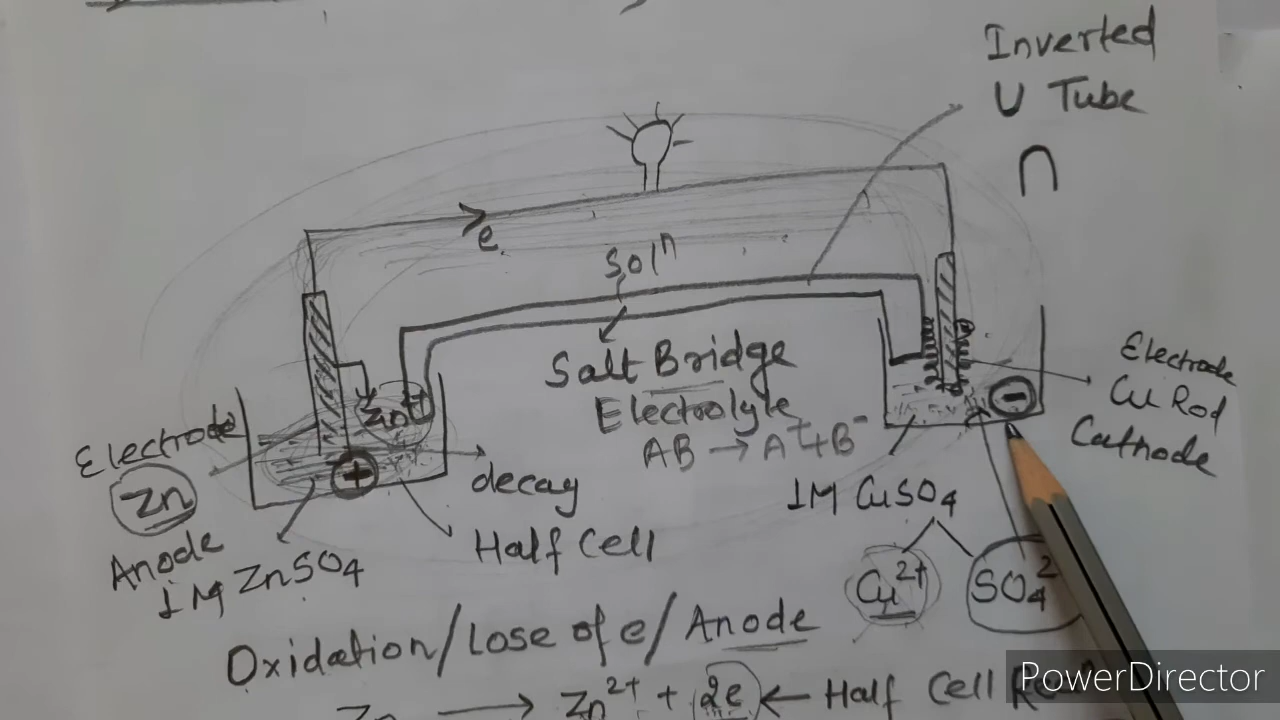 Inverted
U Tube
e
Solⁿ
Salt Bridge
Electrolyte
AB → A⁺ + B⁻
Zn²⁺
Electrode
Zn
Anode
1M ZnSO₄
+
decay
Half Cell
-
Electrode
Cu Rod
Cathode
1M CuSO₄
Cu²⁺
SO₄²
Oxidation/Lose of e/Anode
Zn → Zn²⁺ + 2e ← Half Cell
PowerDirector